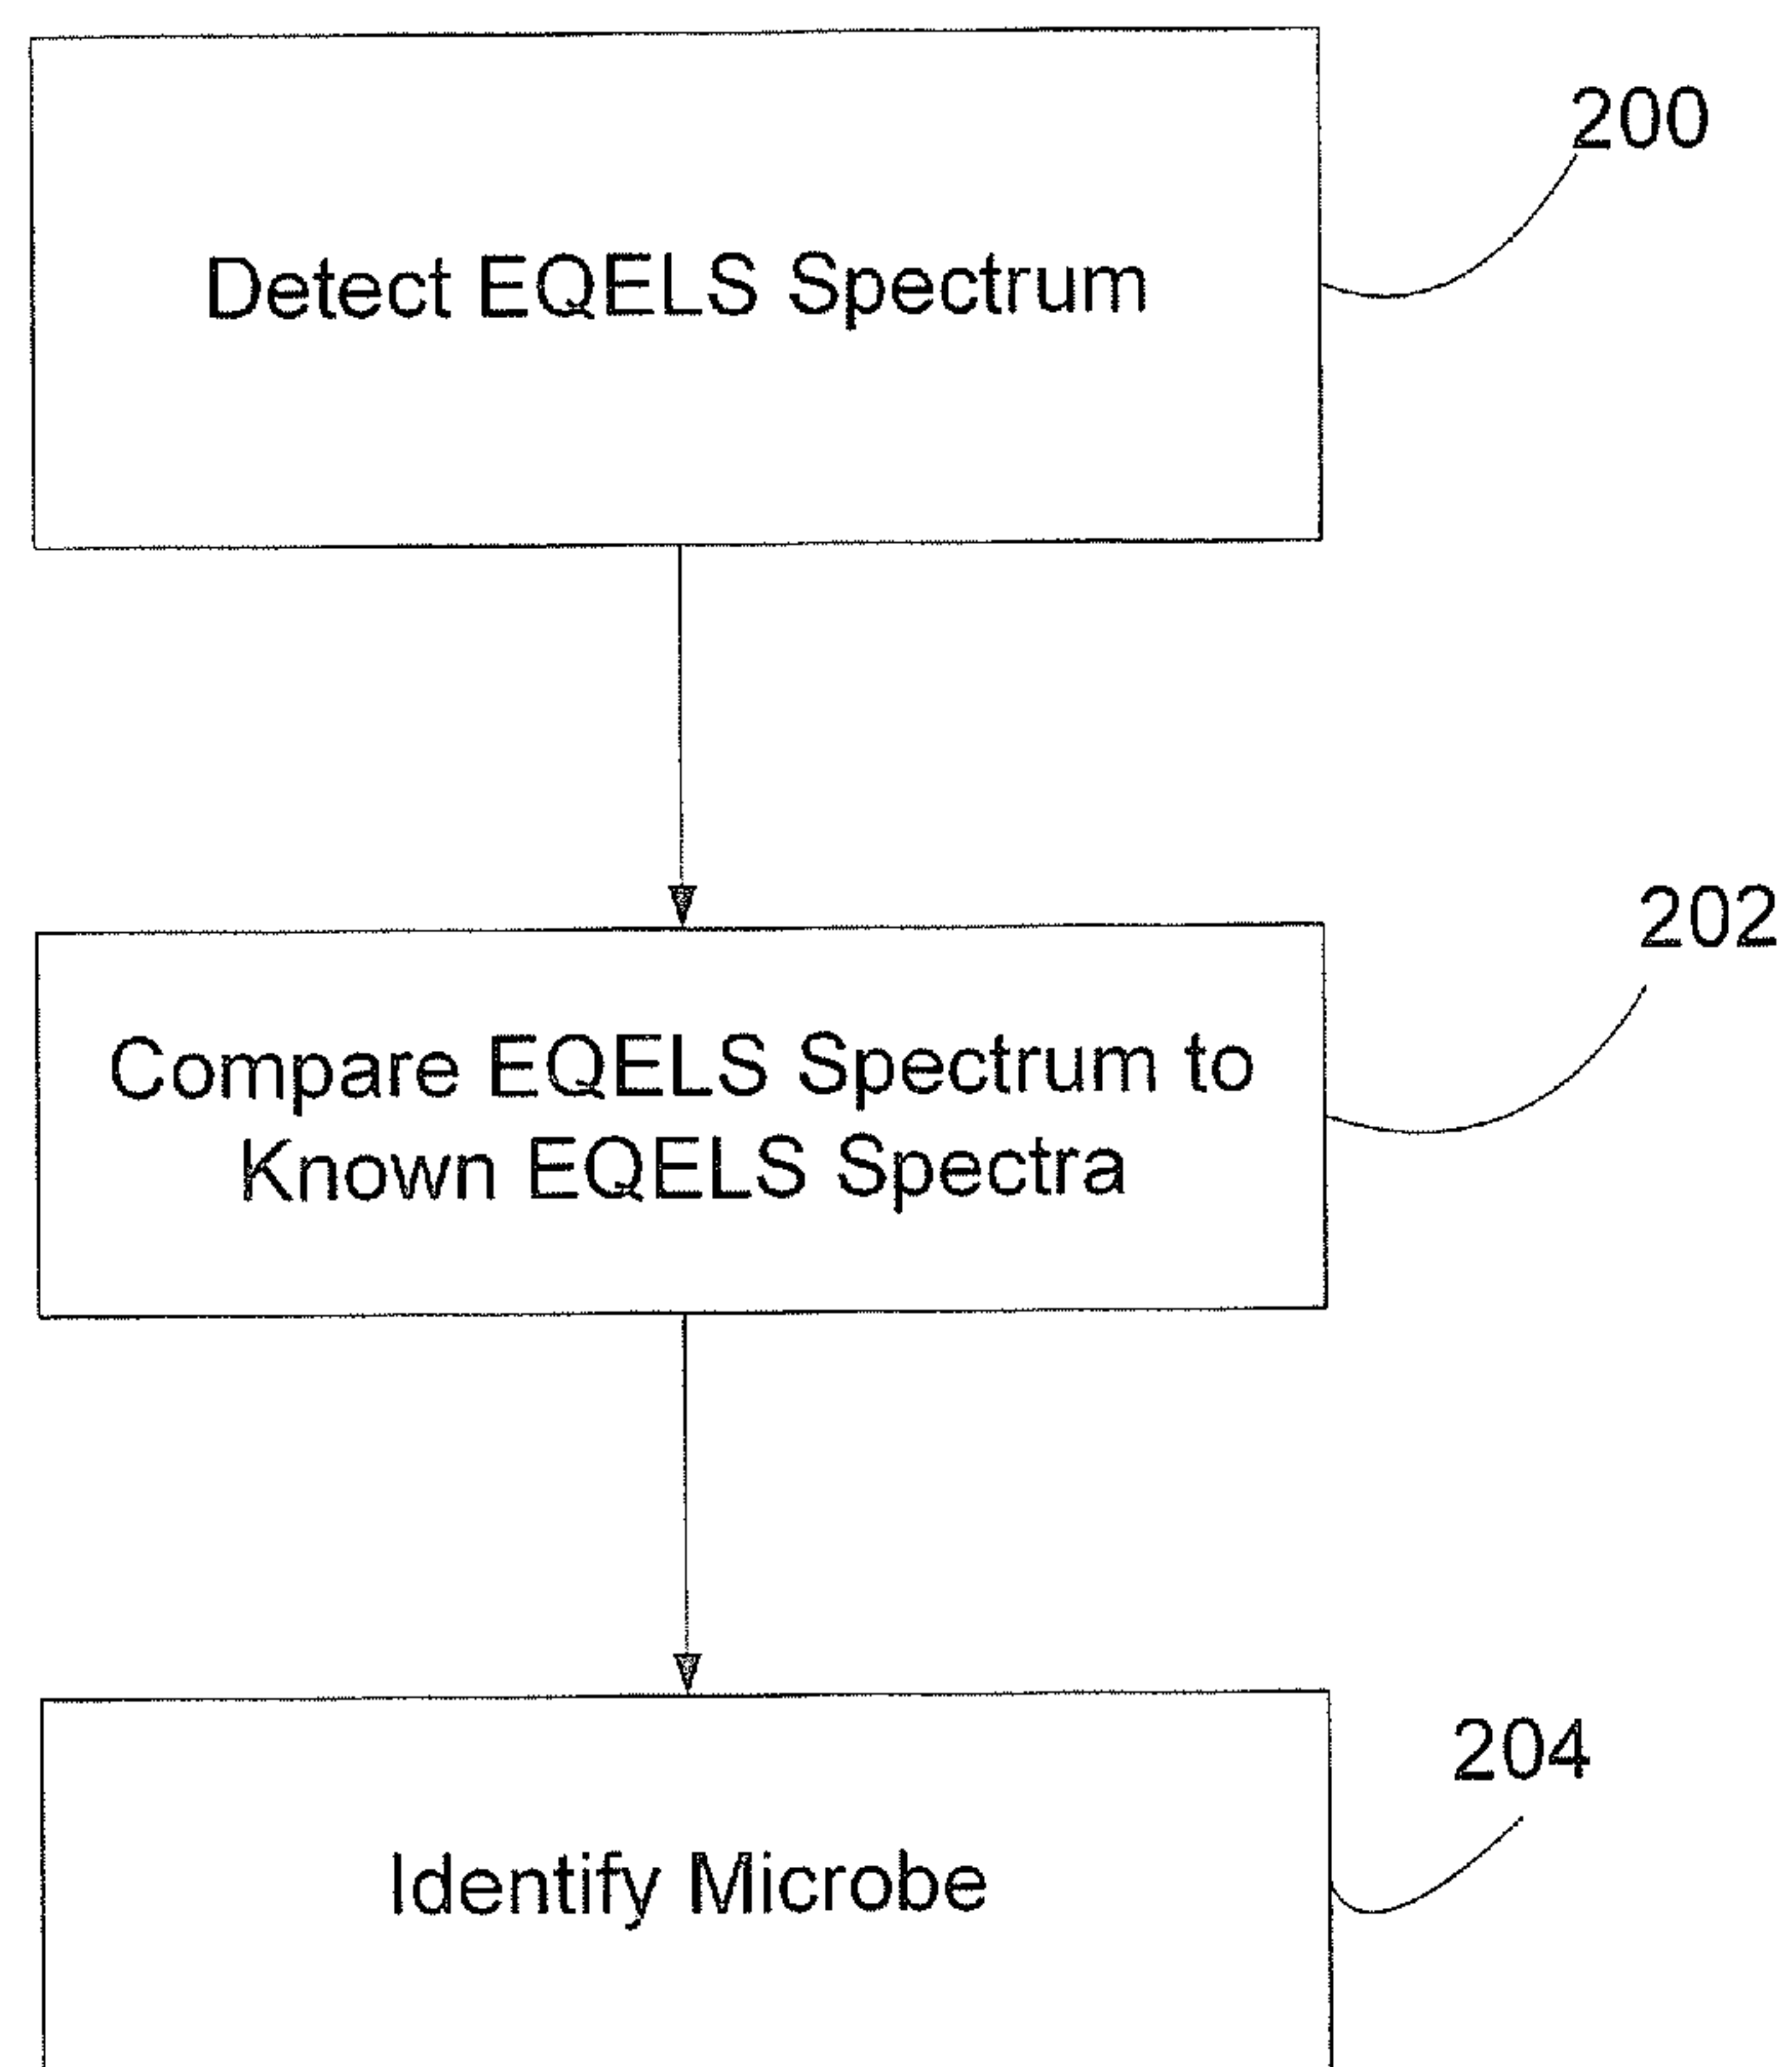 200
Detect EQELS Spectrum
202
Compare EQELS Spectrum to
Known EQELS Spectra
204
Identify Microbe